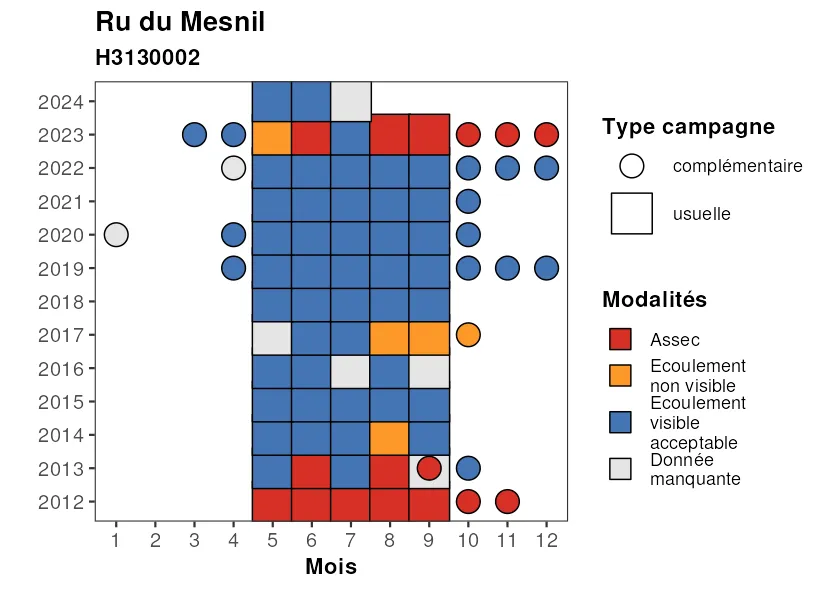 Ru du Mesnil
H3130002
2024
2023
2022
2021
2020
2019
2018
2017
2016
2015
2014
2013
2012
1 2 3 4 5 6 7 8 9 10 11 12
Mois
Type campagne
complémentaire
usuelle
Modalités
Assec
Ecoulement
non visible
Ecoulement
visible
acceptable
Donnée
manquante